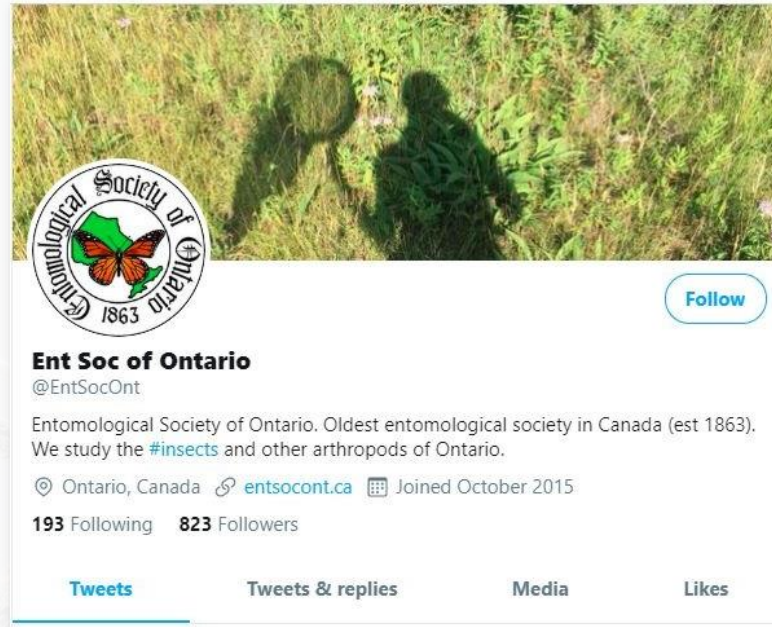 Entomological Society of Ontario
1863
Follow
Ent Soc of Ontario
@EntSocOnt
Entomological Society of Ontario. Oldest entomological society in Canada (est 1863).
We study the #insects and other arthropods of Ontario.
Ontario, Canada entsocont.ca Joined October 2015
193 Following 823 Followers
Tweets Tweets & replies Media Likes